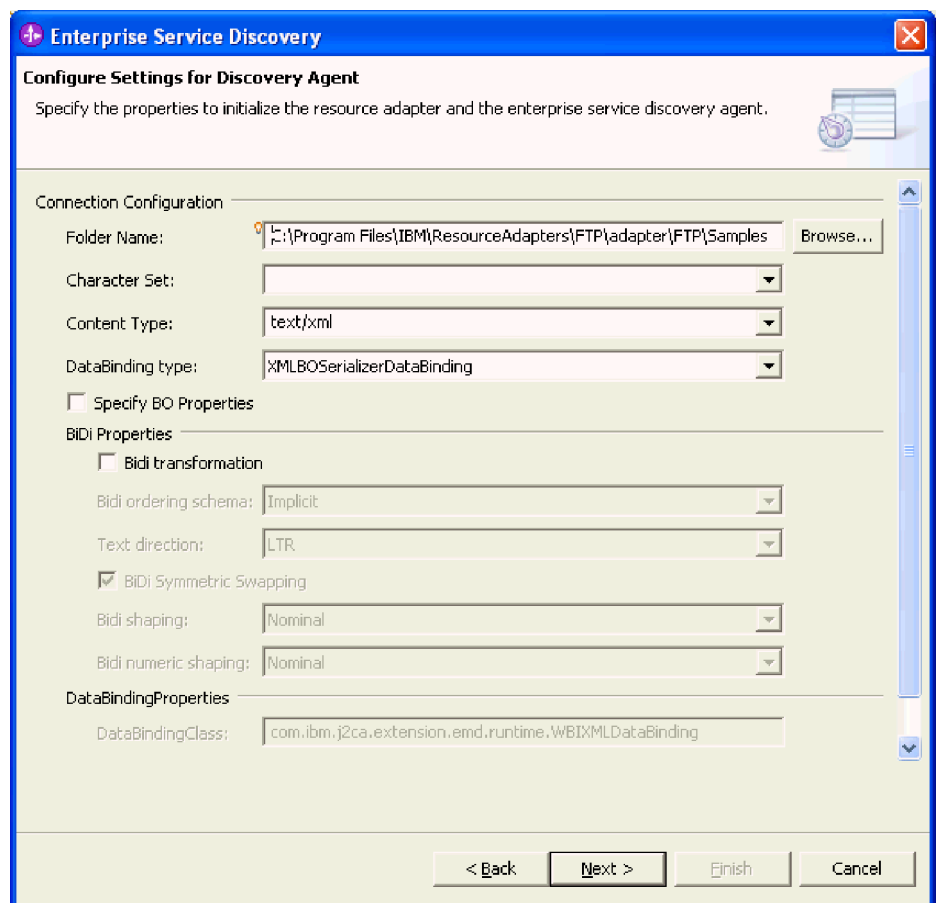 Enterprise Service Discovery
Configure Settings for Discovery Agent
Specify the properties to initialize the resource adapter and the enterprise service discovery agent.
Connection Configuration
Folder Name: C:\Program Files\IBM\ResourceAdapters\FTP\adapter\FTP\Samples Browse...
Character Set:
Content Type: text/xml
DataBinding type: XMLBOSerializerDataBinding
Specify BO Properties
BiDi Properties
Bidi transformation
Bidi ordering schema: Implicit
Text direction: LTR
BiDi Symmetric Swapping
Bidi shaping: Nominal
Bidi numeric shaping: Nominal
DataBindingProperties
DataBindingClass: com.ibm.j2ca.extension.emd.runtime.WBIXMLDataBinding
< Back Next > Finish Cancel